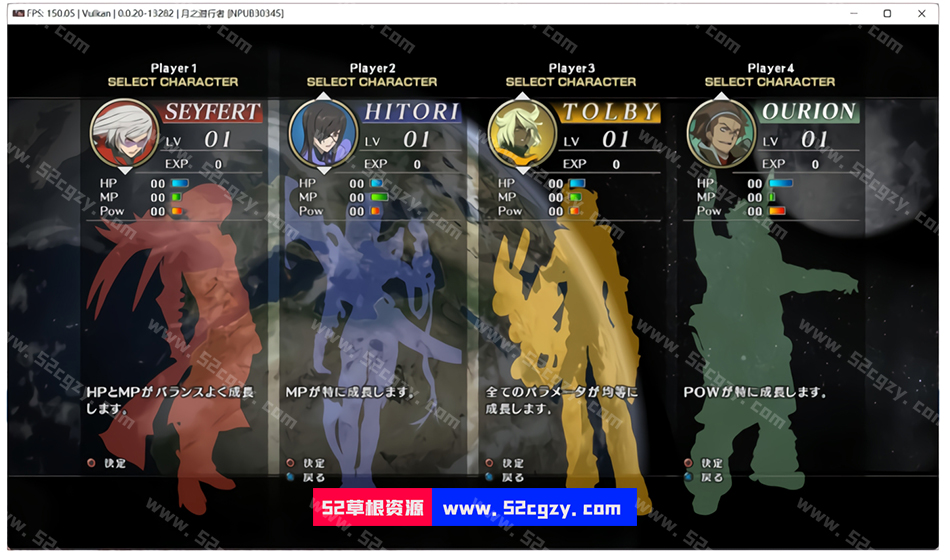 FPS: 150.05 | Vulkan | 0.0.20-13282 | 月之遊行者 [NPUB30345]
Player1
SELECT CHARACTER
SEYFERT
LV 01
EXP 0
HP 00
MP 00
Pow 00
HPとMPがバランスよく成長
します。
決定
Player2
SELECT CHARACTER
HITORI
LV 01
EXP 0
HP 00
MP 00
Pow 00
MPが特に成長します。
決定
戻る
Player3
SELECT CHARACTER
TOLBY
LV 01
EXP 0
HP 00
MP 00
Pow 00
全てのパラメータが均等に
成長します。
決定
戻る
Player4
SELECT CHARACTER
OURION
LV 01
EXP 0
HP 00
MP 00
Pow 00
POWが特に成長します。
決定
戻る
52草根资源 www.52cgzy.com
www.52cgzy.com